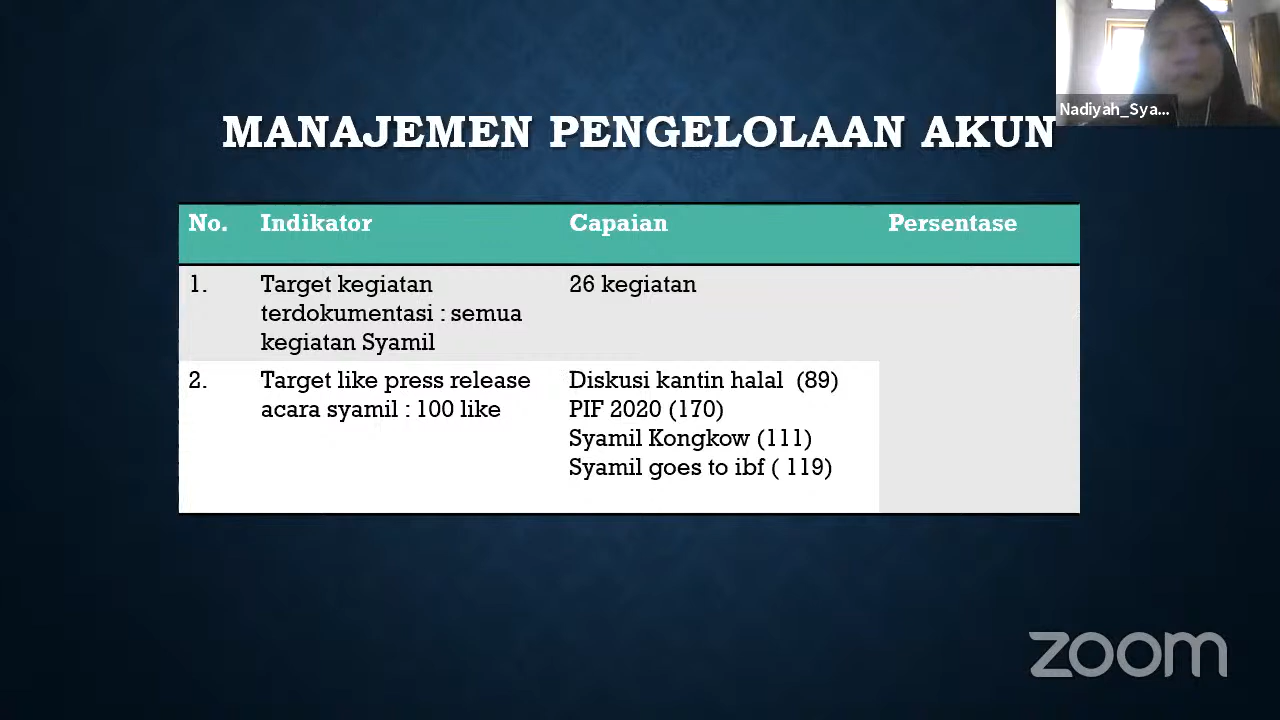 Nadiyah_Sya...
MANAJEMEN PENGELOLAAN AKUN
No. Indikator Capaian Persentase
1. Target kegiatan 26 kegiatan
terdokumentasi : semua
kegiatan Syamil
2. Target like press release Diskusi kantin halal (89)
acara syamil : 100 like PIF 2020 (170)
Syamil Kongkow (111)
Syamil goes to ibf ( 119)
zoom